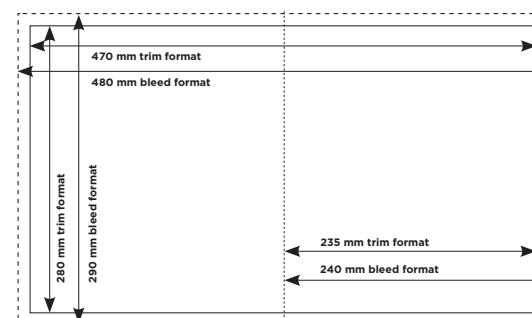 470 mm trim format
480 mm bleed format
280 mm trim format
290 mm bleed format
235 mm trim format
240 mm bleed format